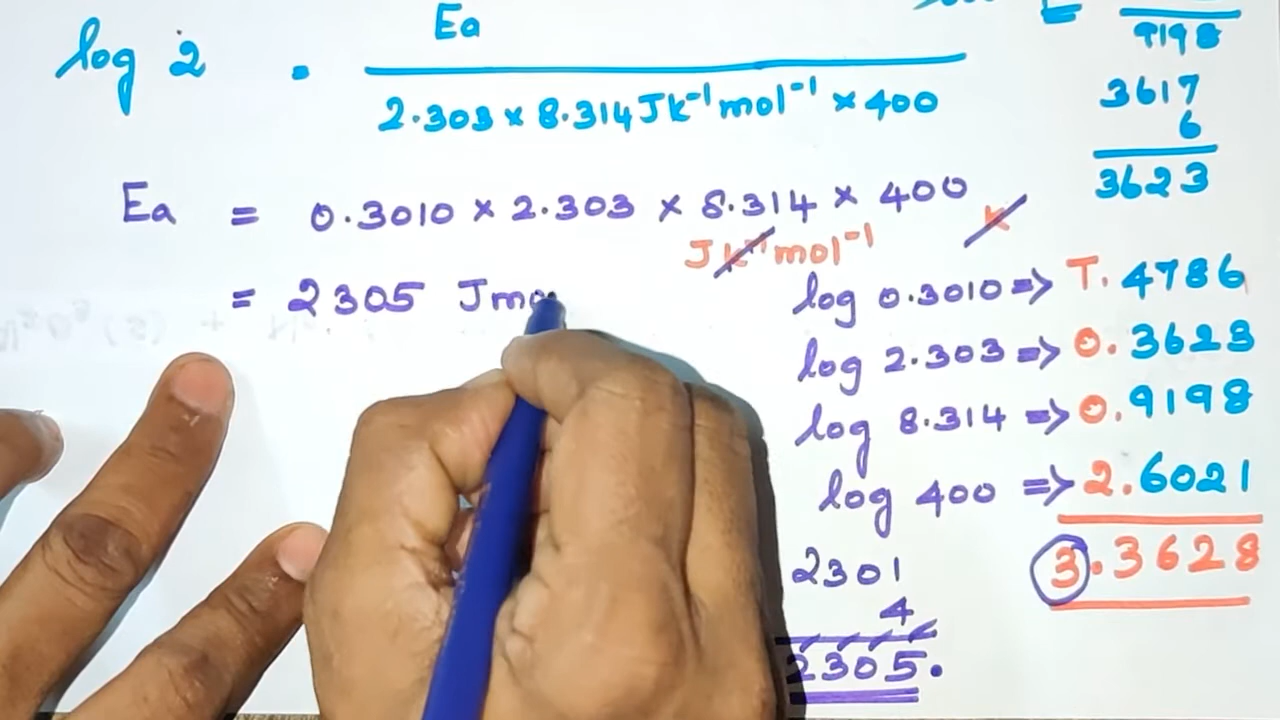 log 2 = Ea
2.303 × 8.314 JK⁻¹ mol⁻¹ × 400
9198
3617
6
3623
Ea = 0.3010 × 2.303 × 8.314 × 400 K
JK⁻¹ mol⁻¹
= 2305 Jmo
log 0.3010 => T.4786
log 2.303 => 0.3623
log 8.314 => 0.9198
log 400 => 2.6021
3.3628
2301
4
2305.